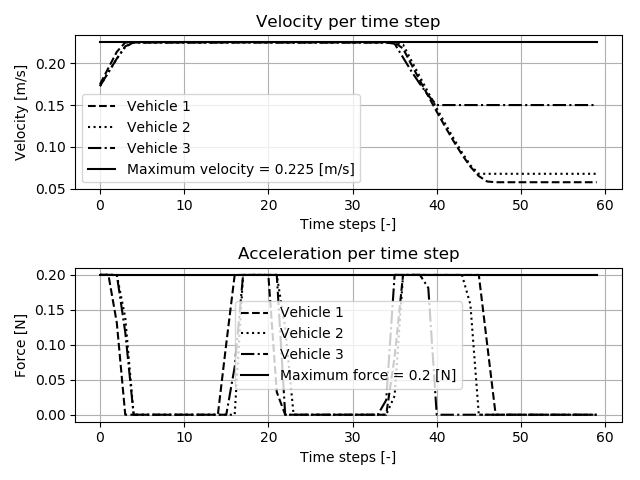 Velocity per time step
Velocity [m/s]
0.20
0.15
0.10
0.05
Vehicle 1
Vehicle 2
Vehicle 3
Maximum velocity = 0.225 [m/s]
0 10 20 30 40 50 60
Time steps [-]
Acceleration per time step
Force [N]
0.20
0.15
0.10
0.05
0.00
Vehicle 1
Vehicle 2
Vehicle 3
Maximum force = 0.2 [N]
0 10 20 30 40 50 60
Time steps [-]